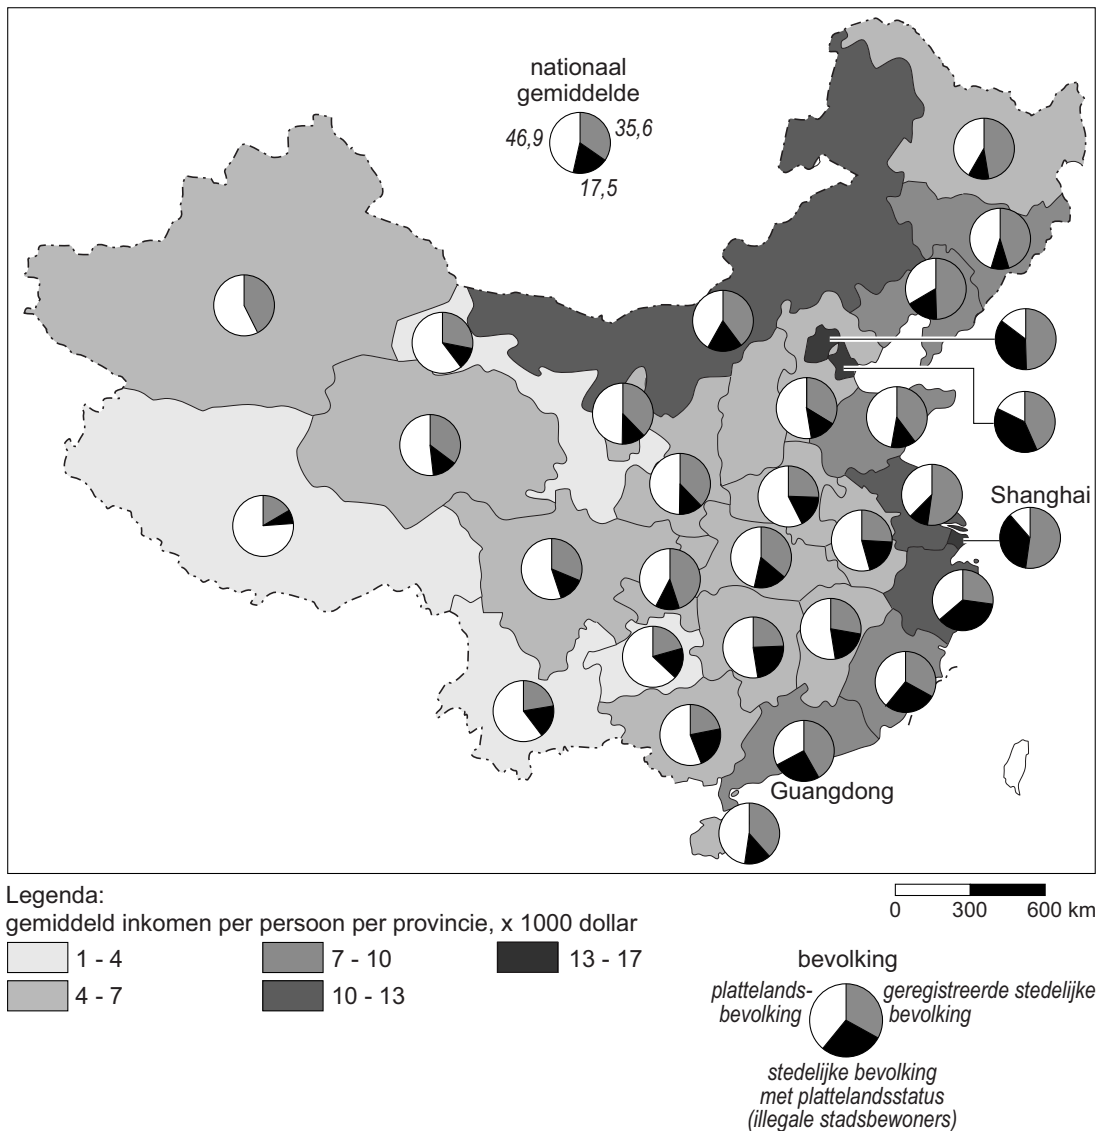 nationaal
gemiddelde
46,9
35,6
17,5
Shanghai
Guangdong
Legenda:
gemiddeld inkomen per persoon per provincie, x 1000 dollar
1 - 4
7 - 10
13 - 17
4 - 7
10 - 13
0 300 600 km
bevolking
plattelands-
bevolking
geregistreerde stedelijke
bevolking
stedelijke bevolking
met plattelandsstatus
(illegale stadsbewoners)